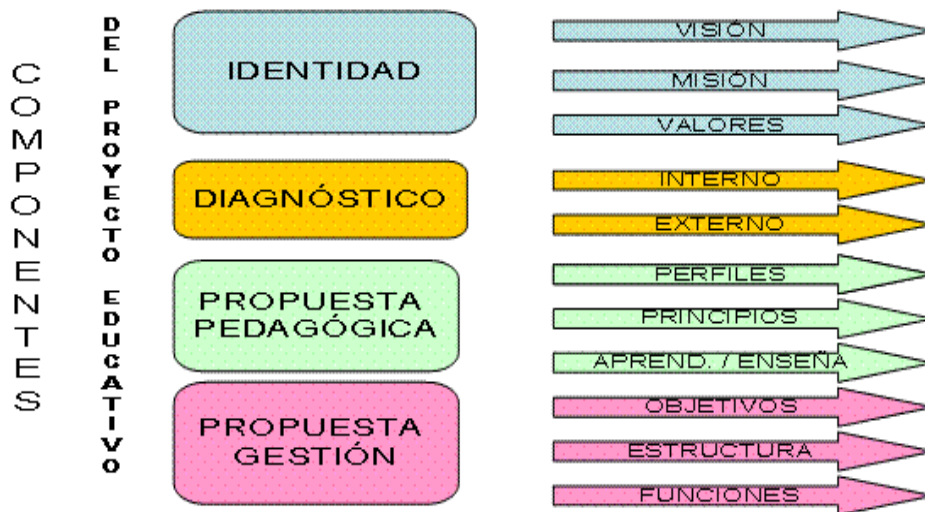 COMPONENTES
DEL PROYECTO EDUCATIVO
IDENTIDAD
VISIÓN
MISIÓN
VALORES
DIAGNÓSTICO
INTERNO
EXTERNO
PROPUESTA
PEDAGÓGICA
PERFILES
PRINCIPIOS
APREND. / ENSEÑA
PROPUESTA
GESTIÓN
OBJETIVOS
ESTRUCTURA
FUNCIONES